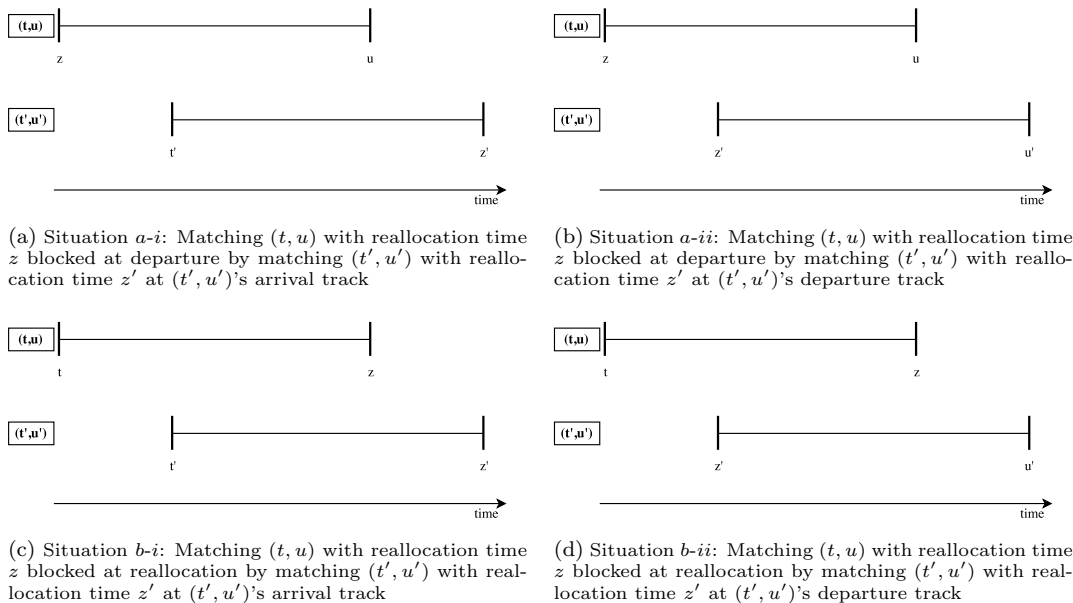 (t,u)
z
u
(t',u')
t'
z'
time
(a) Situation a-i: Matching (t, u) with reallocation time
z blocked at departure by matching (t′, u′) with reallo-
cation time z′ at (t′, u′)'s arrival track
(t,u)
z
u
(t',u')
z'
u'
time
(b) Situation a-ii: Matching (t, u) with reallocation time
z blocked at departure by matching (t′, u′) with reallo-
cation time z′ at (t′, u′)'s departure track
(t,u)
t
z
(t',u')
t'
z'
time
(c) Situation b-i: Matching (t, u) with reallocation time
z blocked at reallocation by matching (t′, u′) with real-
location time z′ at (t′, u′)'s arrival track
(t,u)
t
z
(t',u')
z'
u'
time
(d) Situation b-ii: Matching (t, u) with reallocation time
z blocked at reallocation by matching (t′, u′) with real-
location time z′ at (t′, u′)'s departure track